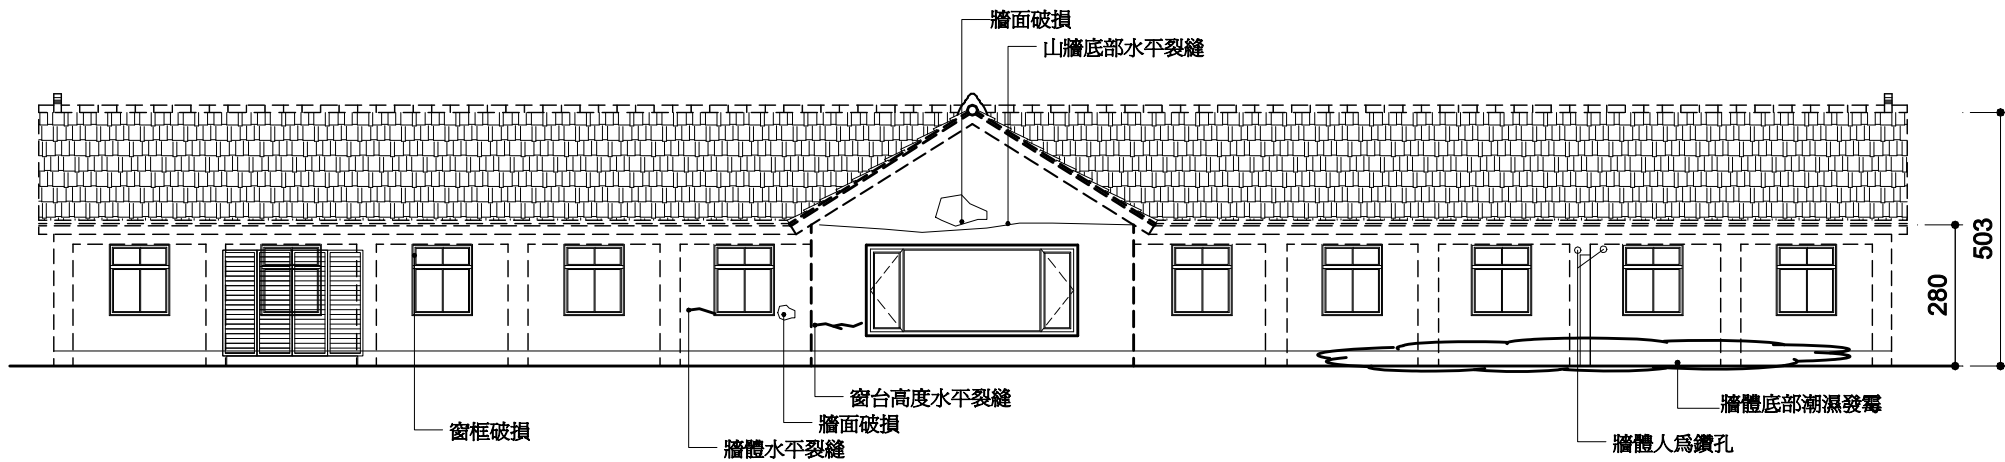 牆面破損
山牆底部水平裂縫
503
280
窗台高度水平裂縫
牆體底部潮濕發霉
牆面破損
窗框破損
牆體人爲鑽孔
牆體水平裂縫